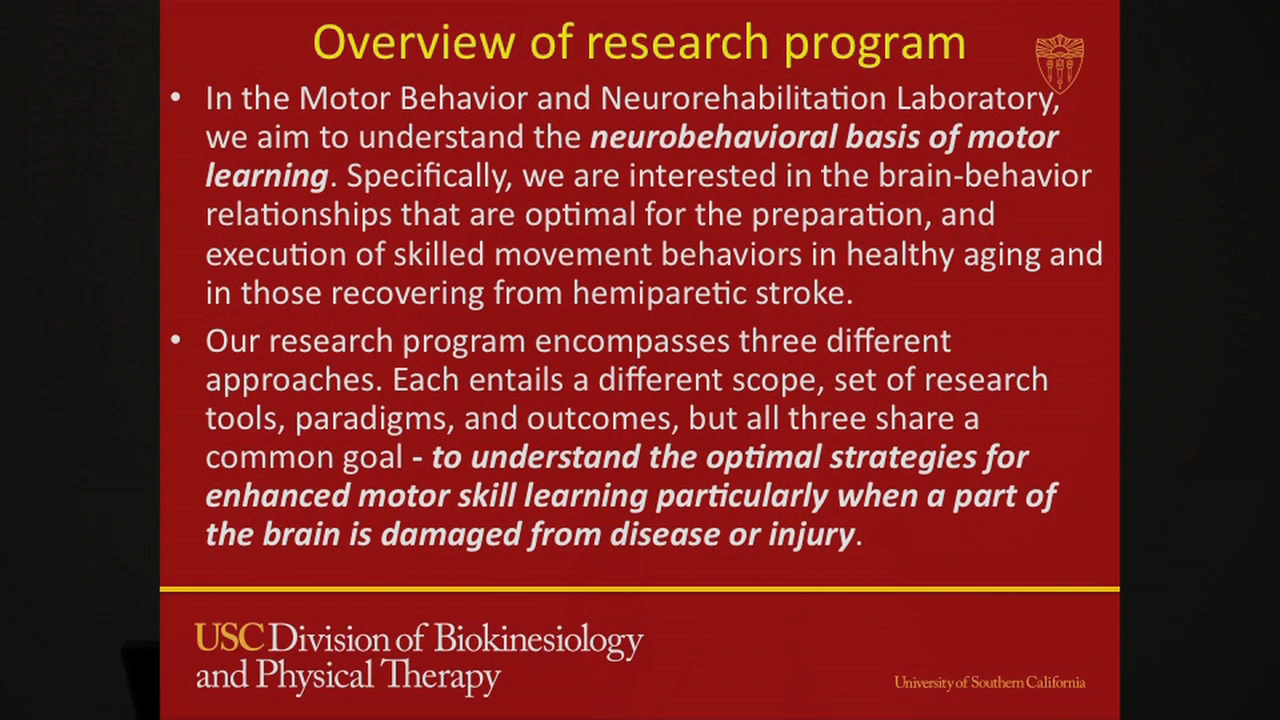 Overview of research program
• In the Motor Behavior and Neurorehabilitation Laboratory,
we aim to understand the neurobehavioral basis of motor
learning. Specifically, we are interested in the brain-behavior
relationships that are optimal for the preparation, and
execution of skilled movement behaviors in healthy aging and
in those recovering from hemiparetic stroke.
• Our research program encompasses three different
approaches. Each entails a different scope, set of research
tools, paradigms, and outcomes, but all three share a
common goal - to understand the optimal strategies for
enhanced motor skill learning particularly when a part of
the brain is damaged from disease or injury.
USC Division of Biokinesiology
and Physical Therapy
University of Southern California